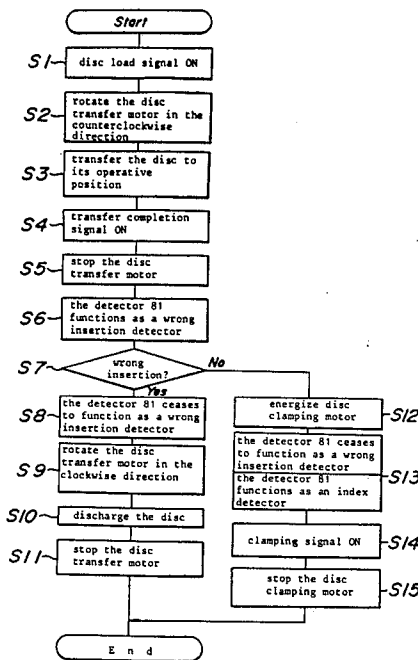 Start
S1
disc load signal ON
S2
rotate the disc
transfer motor in the
counterclockwise
direction
S3
transfer the disc to
its operative
position
S4
transfer completion
signal ON
S5
stop the disc
transfer motor
S6
the detector 81
functions as a wrong
insertion detector
S7
wrong
insertion?
No
Yes
S8
the detector 81 ceases
to function as a wrong
insertion detector
S9
rotate the disc
transfer motor in the
clockwise direction
S10
discharge the disc
S11
stop the disc
transfer motor
energize disc
clamping motor
S12
the detector 81 ceases
to function as a wrong
insertion detector
S13
the detector 81
functions as an index
detector
clamping signal ON
S14
stop the disc
clamping motor
S15
End